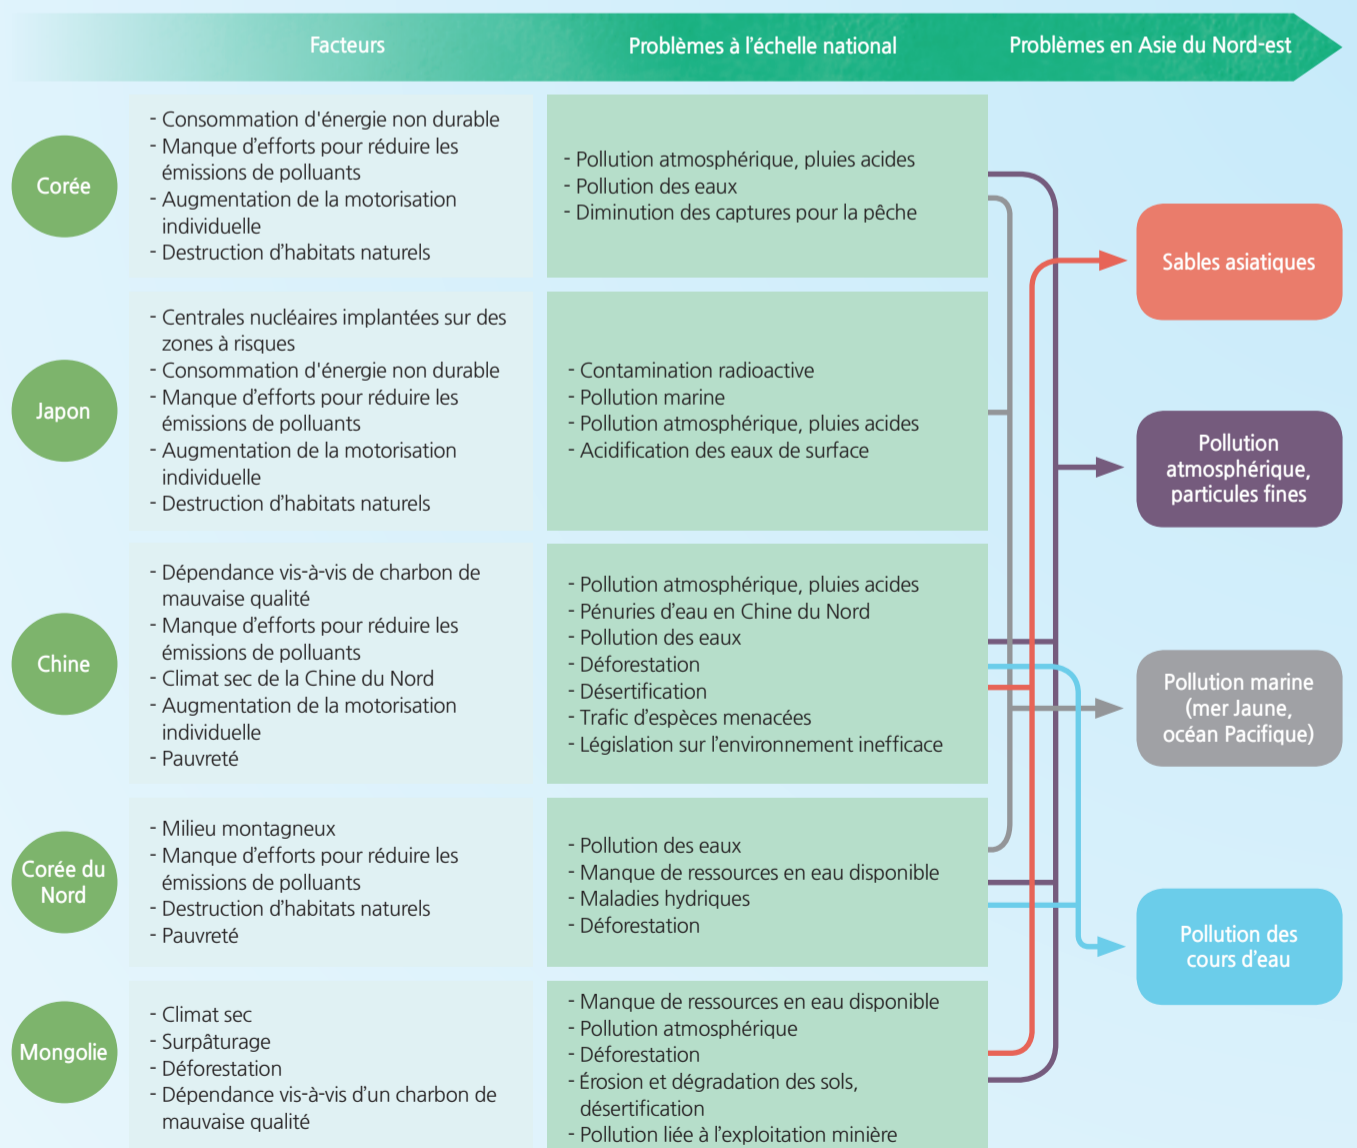 Facteurs
Problèmes à l'échelle national
Problèmes en Asie du Nord-est
Corée
- Consommation d'énergie non durable
- Manque d'efforts pour réduire les
émissions de polluants
- Augmentation de la motorisation
individuelle
- Destruction d'habitats naturels
- Pollution atmosphérique, pluies acides
- Pollution des eaux
- Diminution des captures pour la pêche
Japon
- Centrales nucléaires implantées sur des
zones à risques
- Consommation d'énergie non durable
- Manque d'efforts pour réduire les
émissions de polluants
- Augmentation de la motorisation
individuelle
- Destruction d'habitats naturels
- Contamination radioactive
- Pollution marine
- Pollution atmosphérique, pluies acides
- Acidification des eaux de surface
Chine
- Dépendance vis-à-vis de charbon de
mauvaise qualité
- Manque d'efforts pour réduire les
émissions de polluants
- Climat sec de la Chine du Nord
- Augmentation de la motorisation
individuelle
- Pauvreté
- Pollution atmosphérique, pluies acides
- Pénuries d'eau en Chine du Nord
- Pollution des eaux
- Déforestation
- Désertification
- Trafic d'espèces menacées
- Législation sur l'environnement inefficace
Corée du
Nord
- Milieu montagneux
- Manque d'efforts pour réduire les
émissions de polluants
- Destruction d'habitats naturels
- Pauvreté
- Pollution des eaux
- Manque de ressources en eau disponible
- Maladies hydriques
- Déforestation
Mongolie
- Climat sec
- Surpâturage
- Déforestation
- Dépendance vis-à-vis d'un charbon de
mauvaise qualité
- Manque de ressources en eau disponible
- Pollution atmosphérique
- Déforestation
- Érosion et dégradation des sols,
désertification
- Pollution liée à l'exploitation minière
Sables asiatiques
Pollution
atmosphérique,
particules fines
Pollution marine
(mer Jaune,
océan Pacifique)
Pollution des
cours d'eau